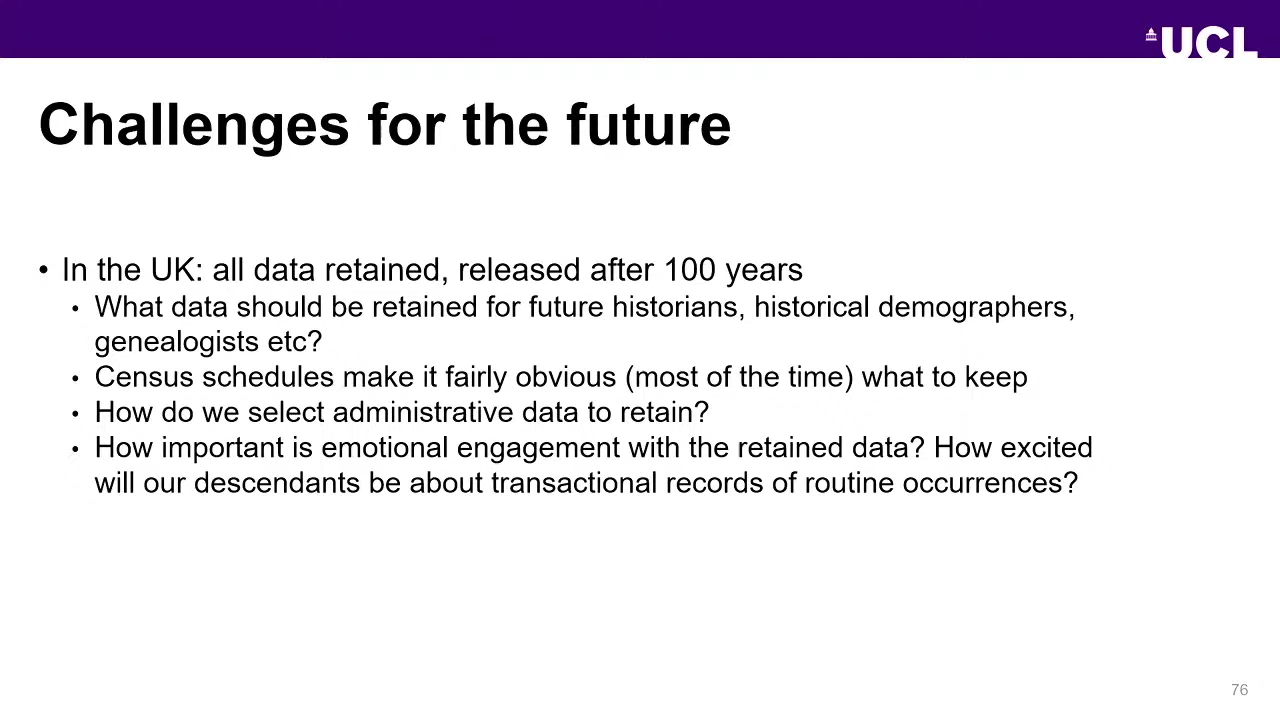 UCL
Challenges for the future
• In the UK: all data retained, released after 100 years
• What data should be retained for future historians, historical demographers,
genealogists etc?
• Census schedules make it fairly obvious (most of the time) what to keep
• How do we select administrative data to retain?
• How important is emotional engagement with the retained data? How excited
will our descendants be about transactional records of routine occurrences?
76